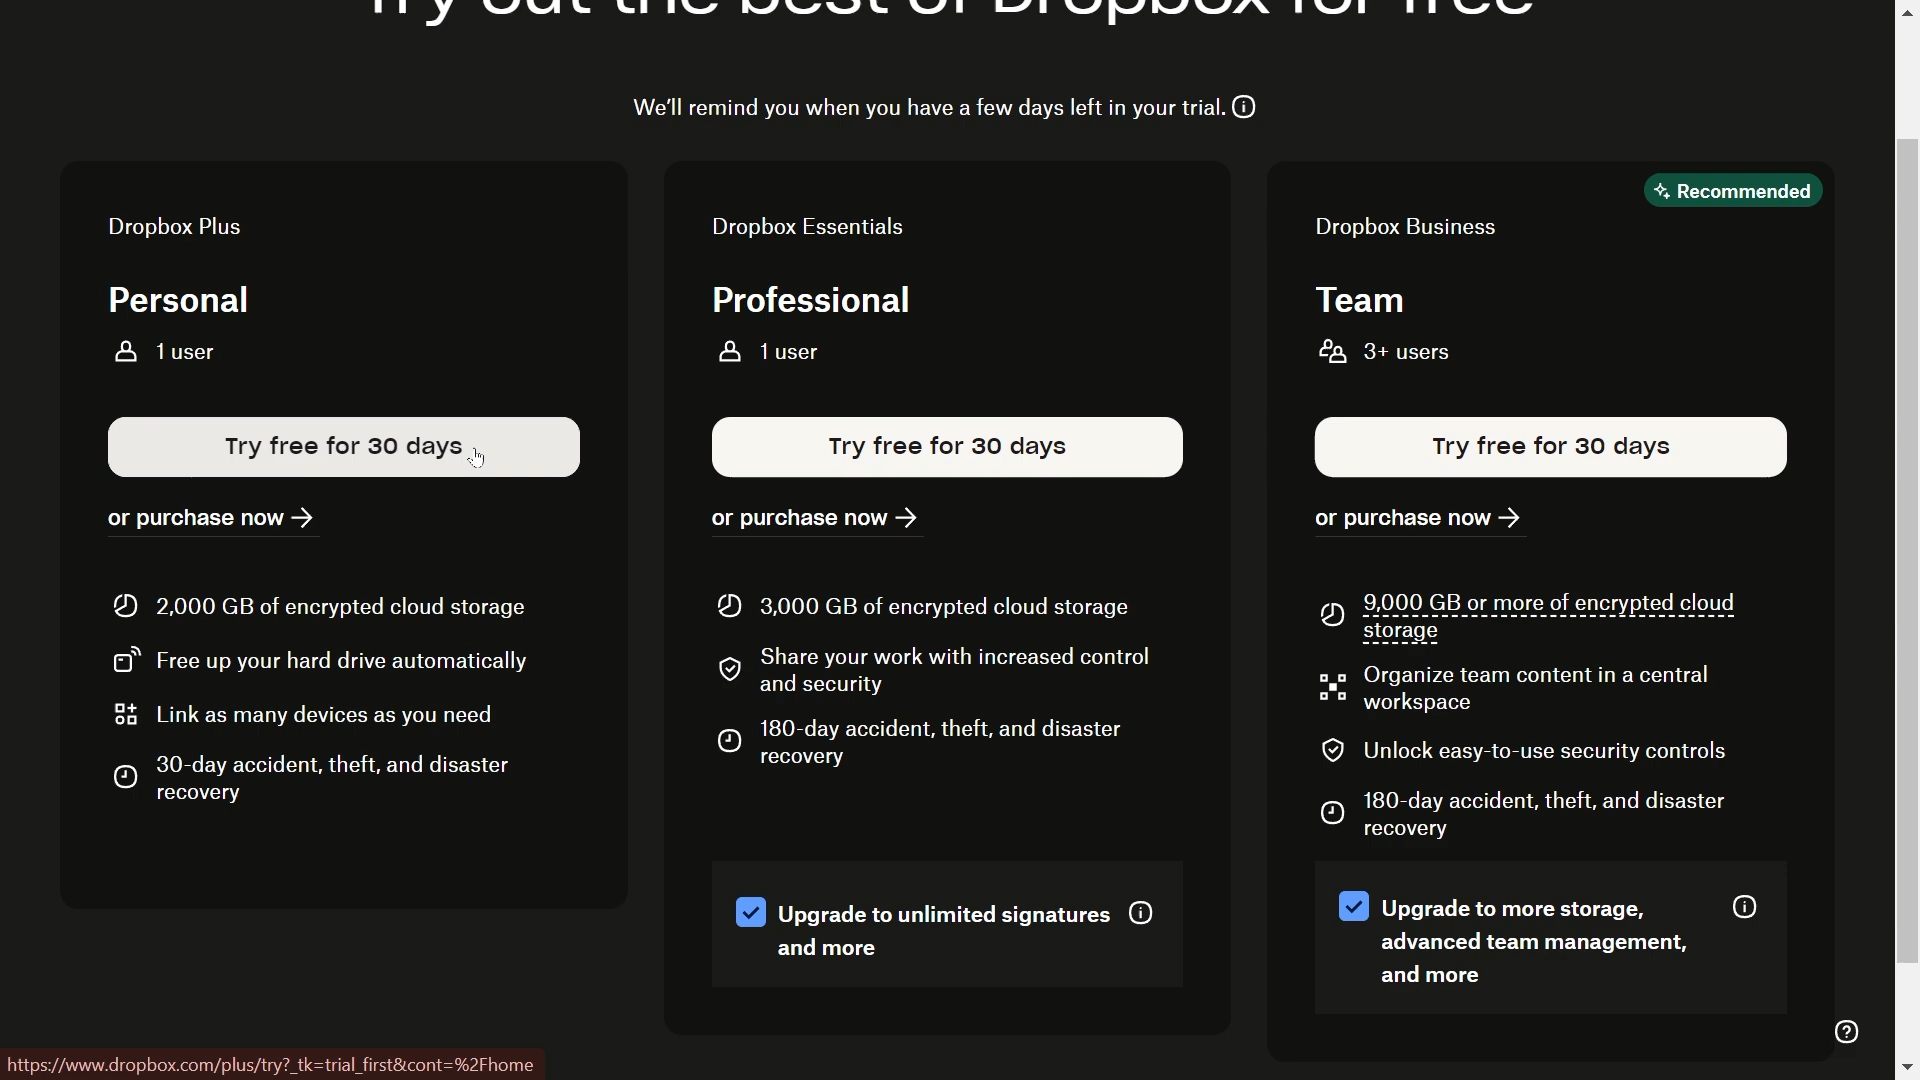 Try out the best of Dropbox for free
We'll remind you when you have a few days left in your trial.
Recommended
Dropbox Plus
Personal
1 user
Try free for 30 days
or purchase now
2,000 GB of encrypted cloud storage
Free up your hard drive automatically
Link as many devices as you need
30-day accident, theft, and disaster
recovery
Dropbox Essentials
Professional
1 user
Try free for 30 days
or purchase now
3,000 GB of encrypted cloud storage
Share your work with increased control
and security
180-day accident, theft, and disaster
recovery
Upgrade to unlimited signatures
and more
Dropbox Business
Team
3+ users
Try free for 30 days
or purchase now
9,000 GB or more of encrypted cloud
storage
Organize team content in a central
workspace
Unlock easy-to-use security controls
180-day accident, theft, and disaster
recovery
Upgrade to more storage,
advanced team management,
and more
https://www.dropbox.com/plus/try?_tk=trial_first&cont=%2Fhome